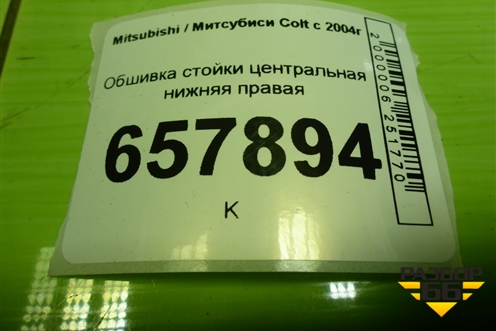 Mitsubishi / Митсубиси Colt с 2004г
Обшивка стойки центральная
нижняя правая
657894
К
2000006251770
РАЗБОР
66